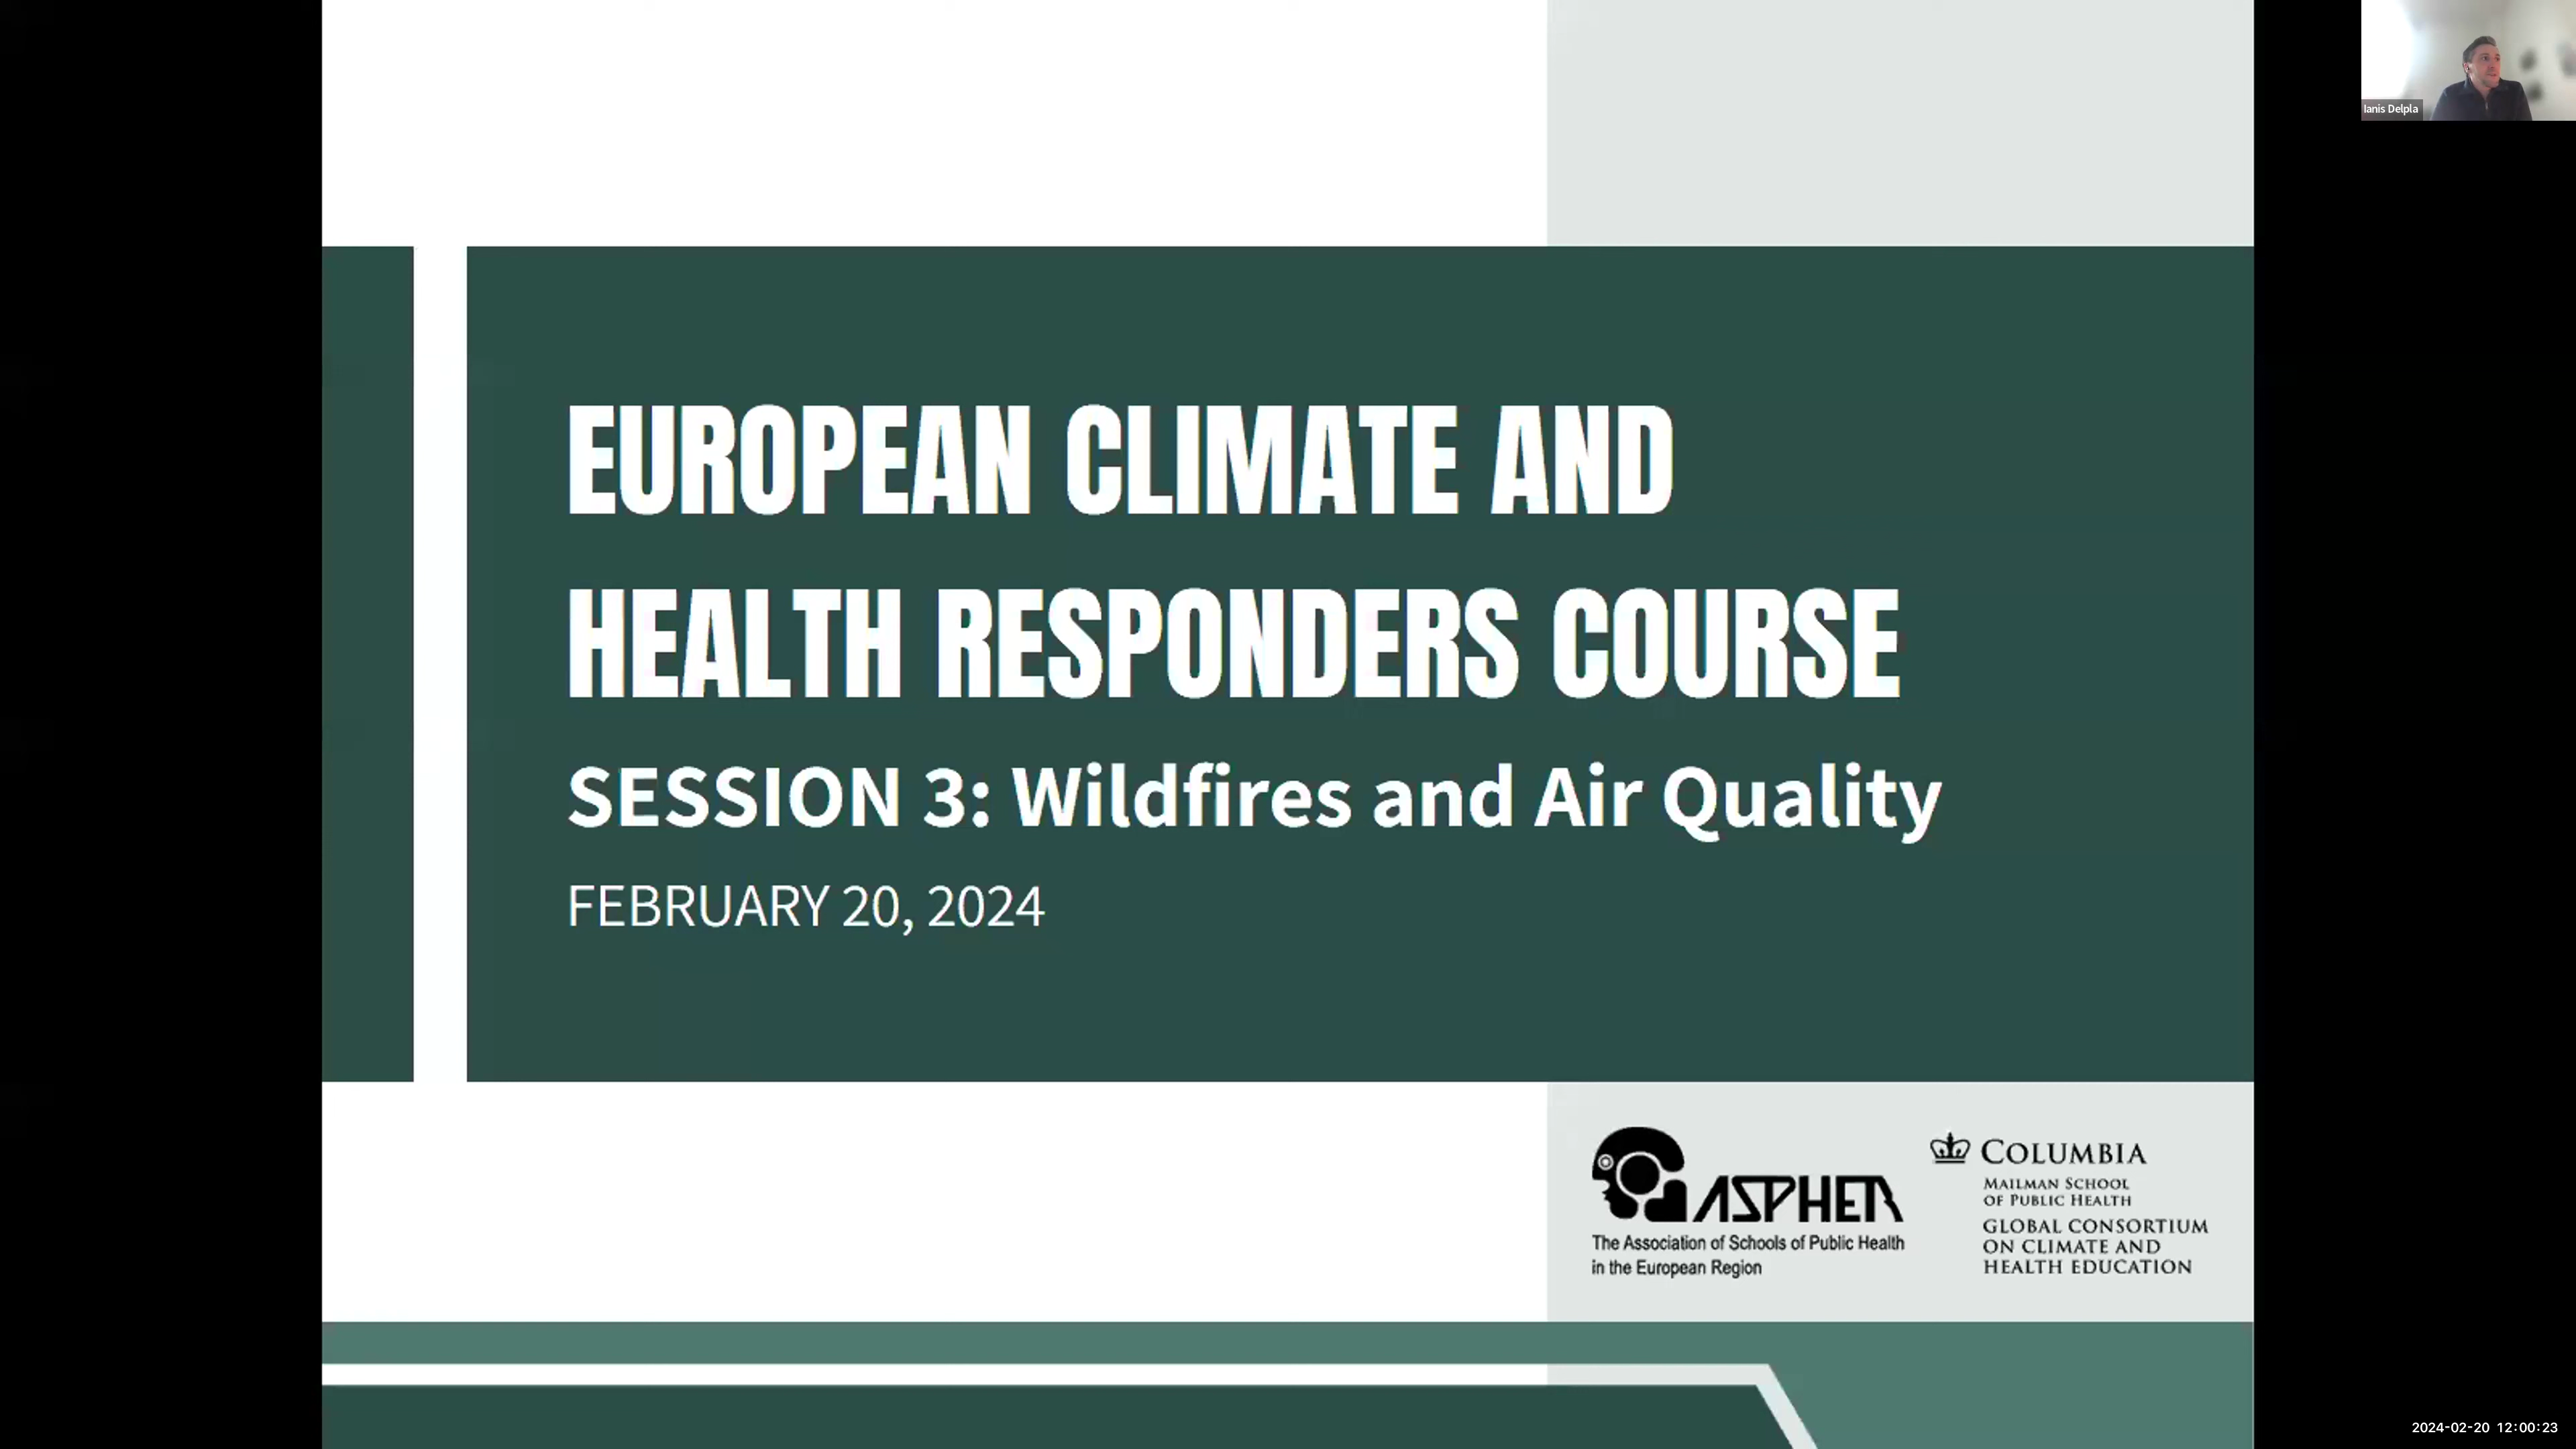 Ianis Delpla
EUROPEAN CLIMATE AND
HEALTH RESPONDERS COURSE
SESSION 3: Wildfires and Air Quality
FEBRUARY 20, 2024
ASPHER
The Association of Schools of Public Health
in the European Region
COLUMBIA
MAILMAN SCHOOL
OF PUBLIC HEALTH
GLOBAL CONSORTIUM
ON CLIMATE AND
HEALTH EDUCATION
2024-02-20 12:00:23